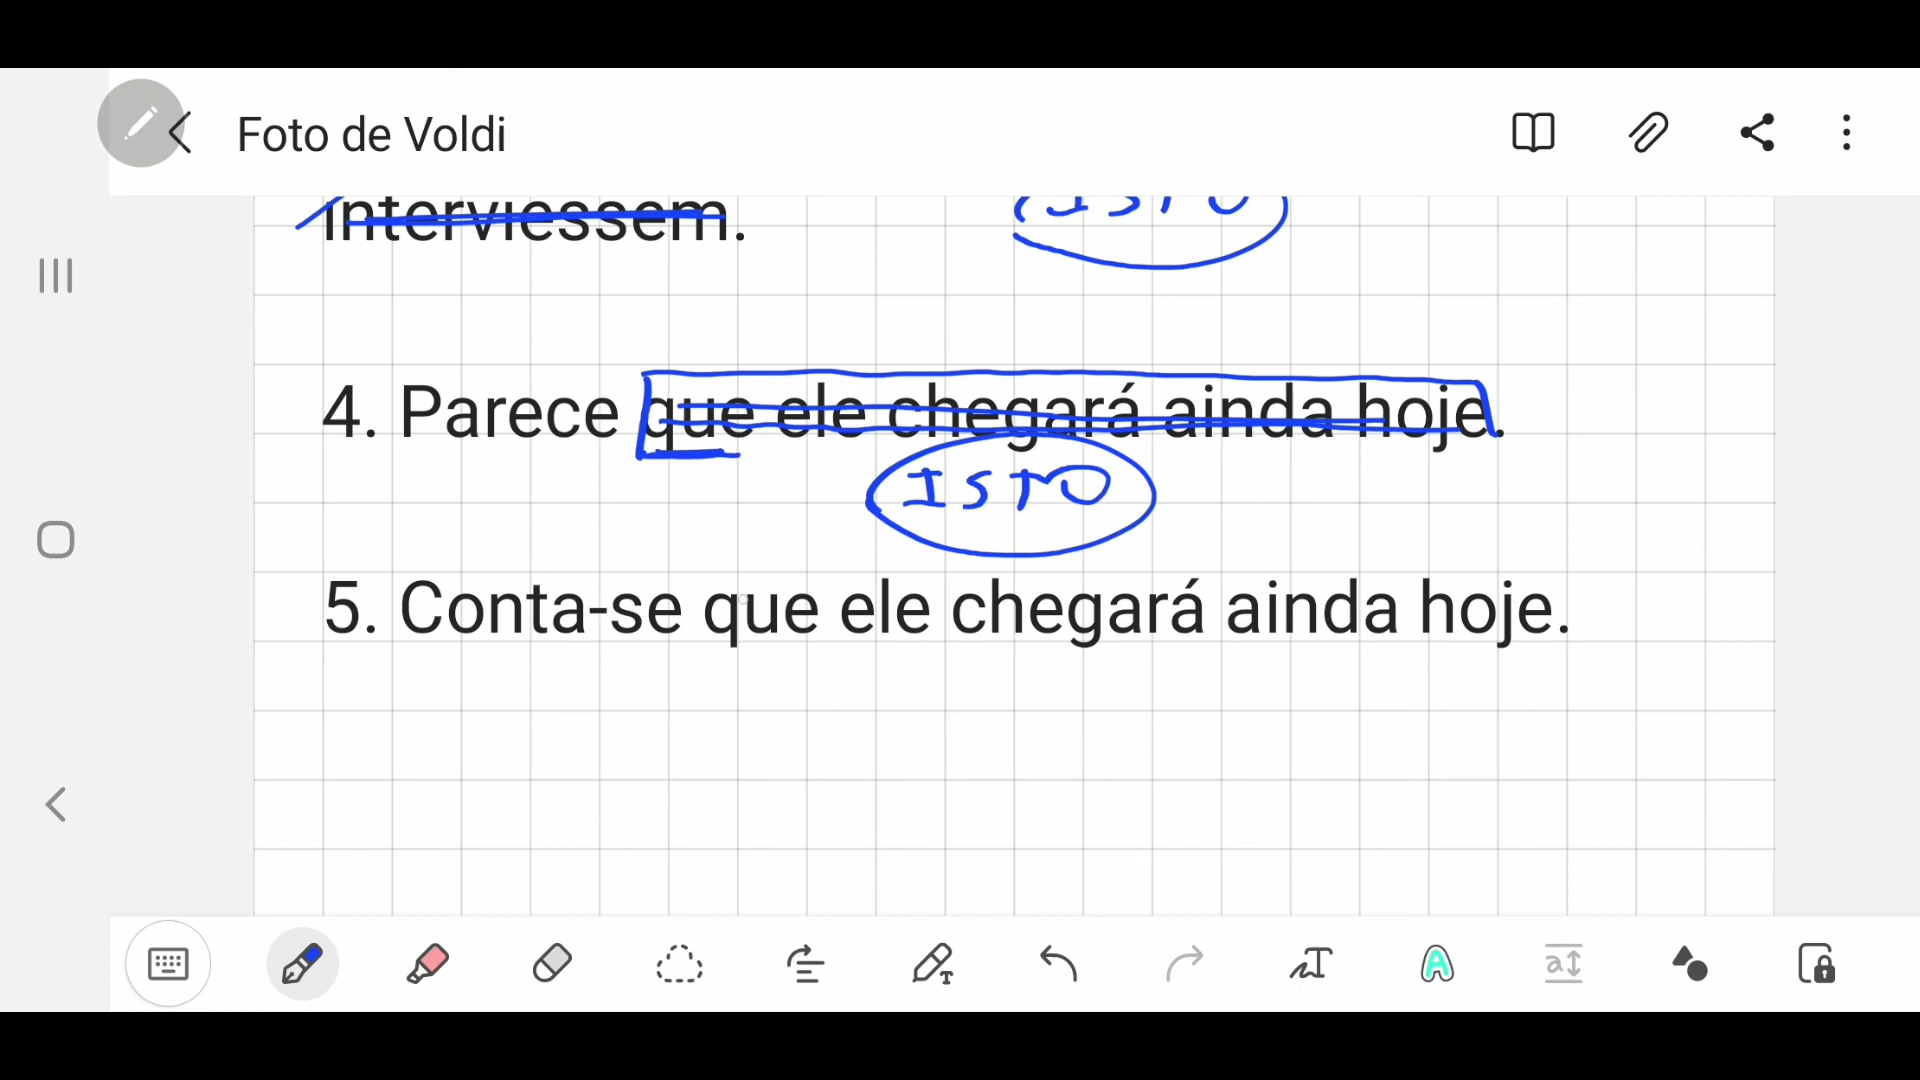 Foto de Voldi
interviessem.
ISTO
4. Parece que ele chegará ainda hoje.
ISTO
5. Conta-se que ele chegará ainda hoje.